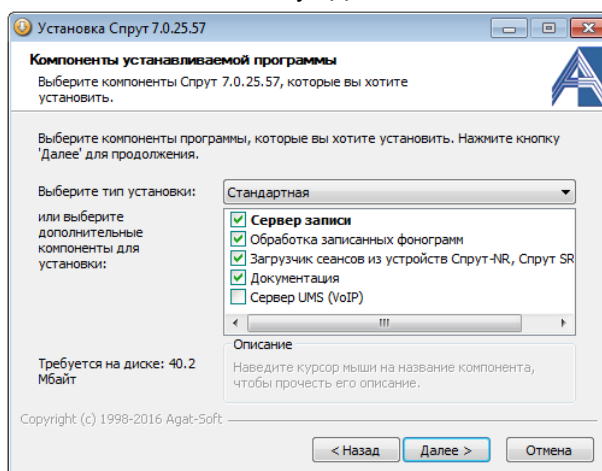 Установка Спрут 7.0.25.57
Компоненты устанавливаемой программы
Выберите компоненты Спрут 7.0.25.57, которые вы хотите
установить.
Выберите компоненты программы, которые вы хотите установить. Нажмите кнопку
'Далее' для продолжения.
Выберите тип установки:
Стандартная
или выберите
дополнительные
компоненты для
установки:
Сервер записи
Обработка записанных фонограмм
Загрузчик сеансов из устройств Спрут-NR, Спрут SR
Документация
Сервер UMS (VoIP)
Требуется на диске: 40.2
Мбайт
Описание
Наведите курсор мыши на название компонента,
чтобы прочесть его описание.
Copyright (c) 1998-2016 Agat-Soft
< Назад
Далее >
Отмена